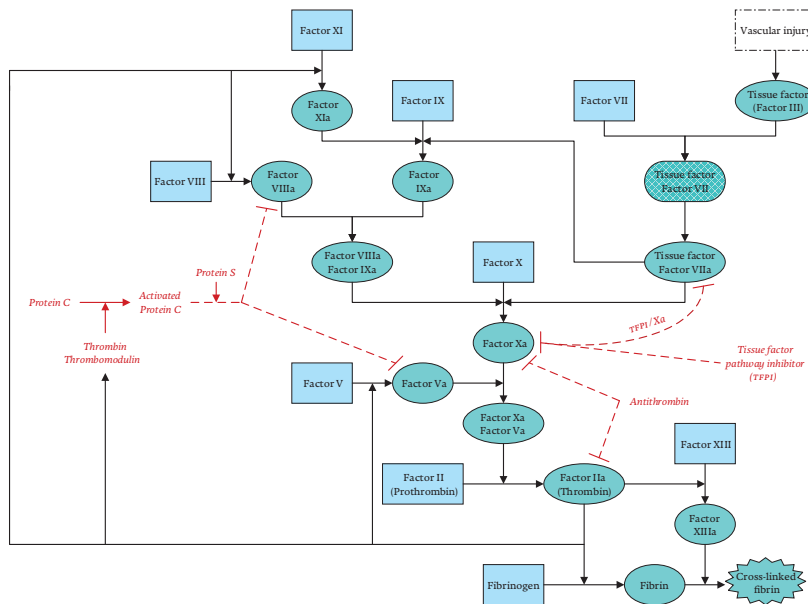 Factor XI
Vascular injury
Factor IX
Factor VII
Tissue factor
(Factor III)
Factor
XIa
Factor VIII
Factor
VIIIa
Factor
IXa
Tissue factor
Factor VII
Factor VIIIa
Factor IXa
Factor X
Tissue factor
Factor VIIa
Protein S
Protein C
Activated
Protein C
Thrombin
Thrombomodulin
TFPI/Xa
Factor Xa
Tissue factor
pathway inhibitor
(TFPI)
Factor V
Factor Va
Antithrombin
Factor Xa
Factor Va
Factor XIII
Factor II
(Prothrombin)
Factor IIa
(Thrombin)
Factor
XIIIa
Fibrinogen
Fibrin
Cross-linked
fibrin